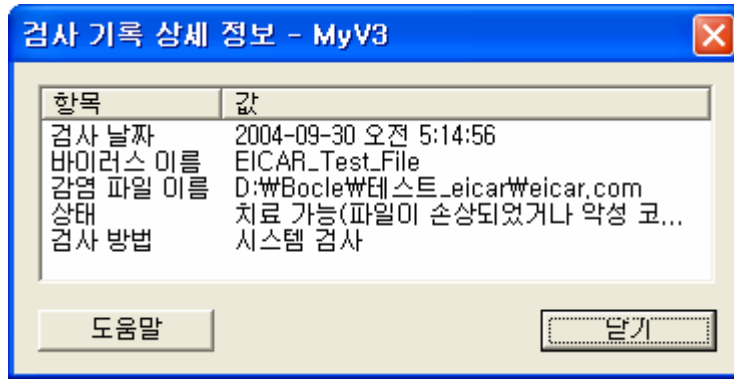 검사 기록 상세 정보 - MyV3
항목 값
검사 날짜 2004-09-30 오전 5:14:56
바이러스 이름 EICAR_Test_File
감염 파일 이름 D:₩Bocle₩테스트_eicar₩eicar.com
상태 치료 가능(파일이 손상되었거나 악성 코...
검사 방법 시스템 검사
도움말 닫기